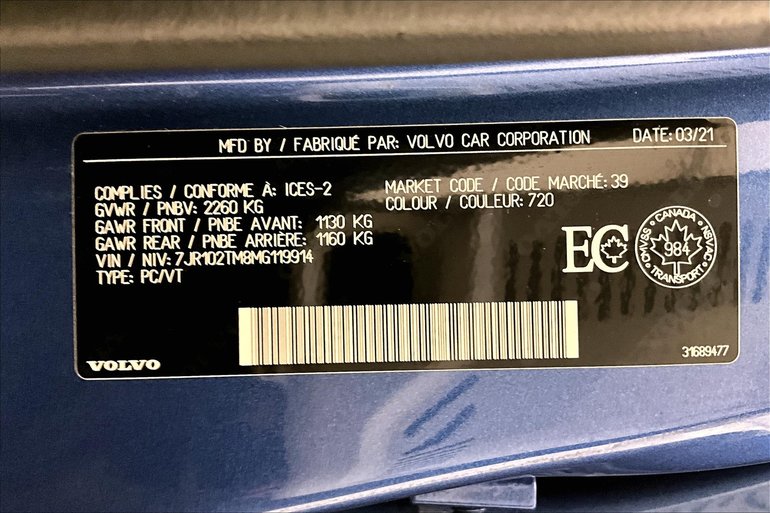 MFD BY / FABRIQUÉ PAR: VOLVO CAR CORPORATION DATE: 03/21
COMPLIES / CONFORME À: ICES-2
MARKET CODE / CODE MARCHÉ: 39
GVWR / PNBV: 2260 KG
COLOUR / COULEUR: 720
GAWR FRONT / PNBE AVANT: 1130 KG
GAWR REAR / PNBE ARRIÈRE: 1160 KG
VIN / NIV: 7JR102TM8MG119914
TYPE: PC/VT
EC
CANADA
CMVSS 984 NSVAC
TRANSPORT
VOLVO
31689477